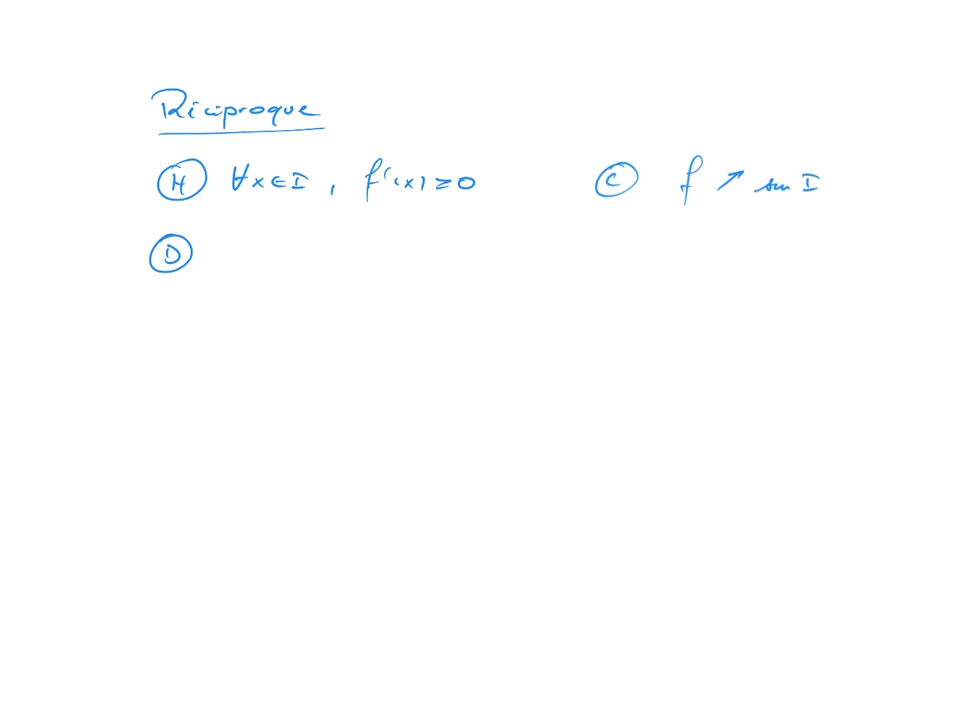 Réciproque
H ∀x∈I, f'(x)≥0 C f ↗ sur I
D